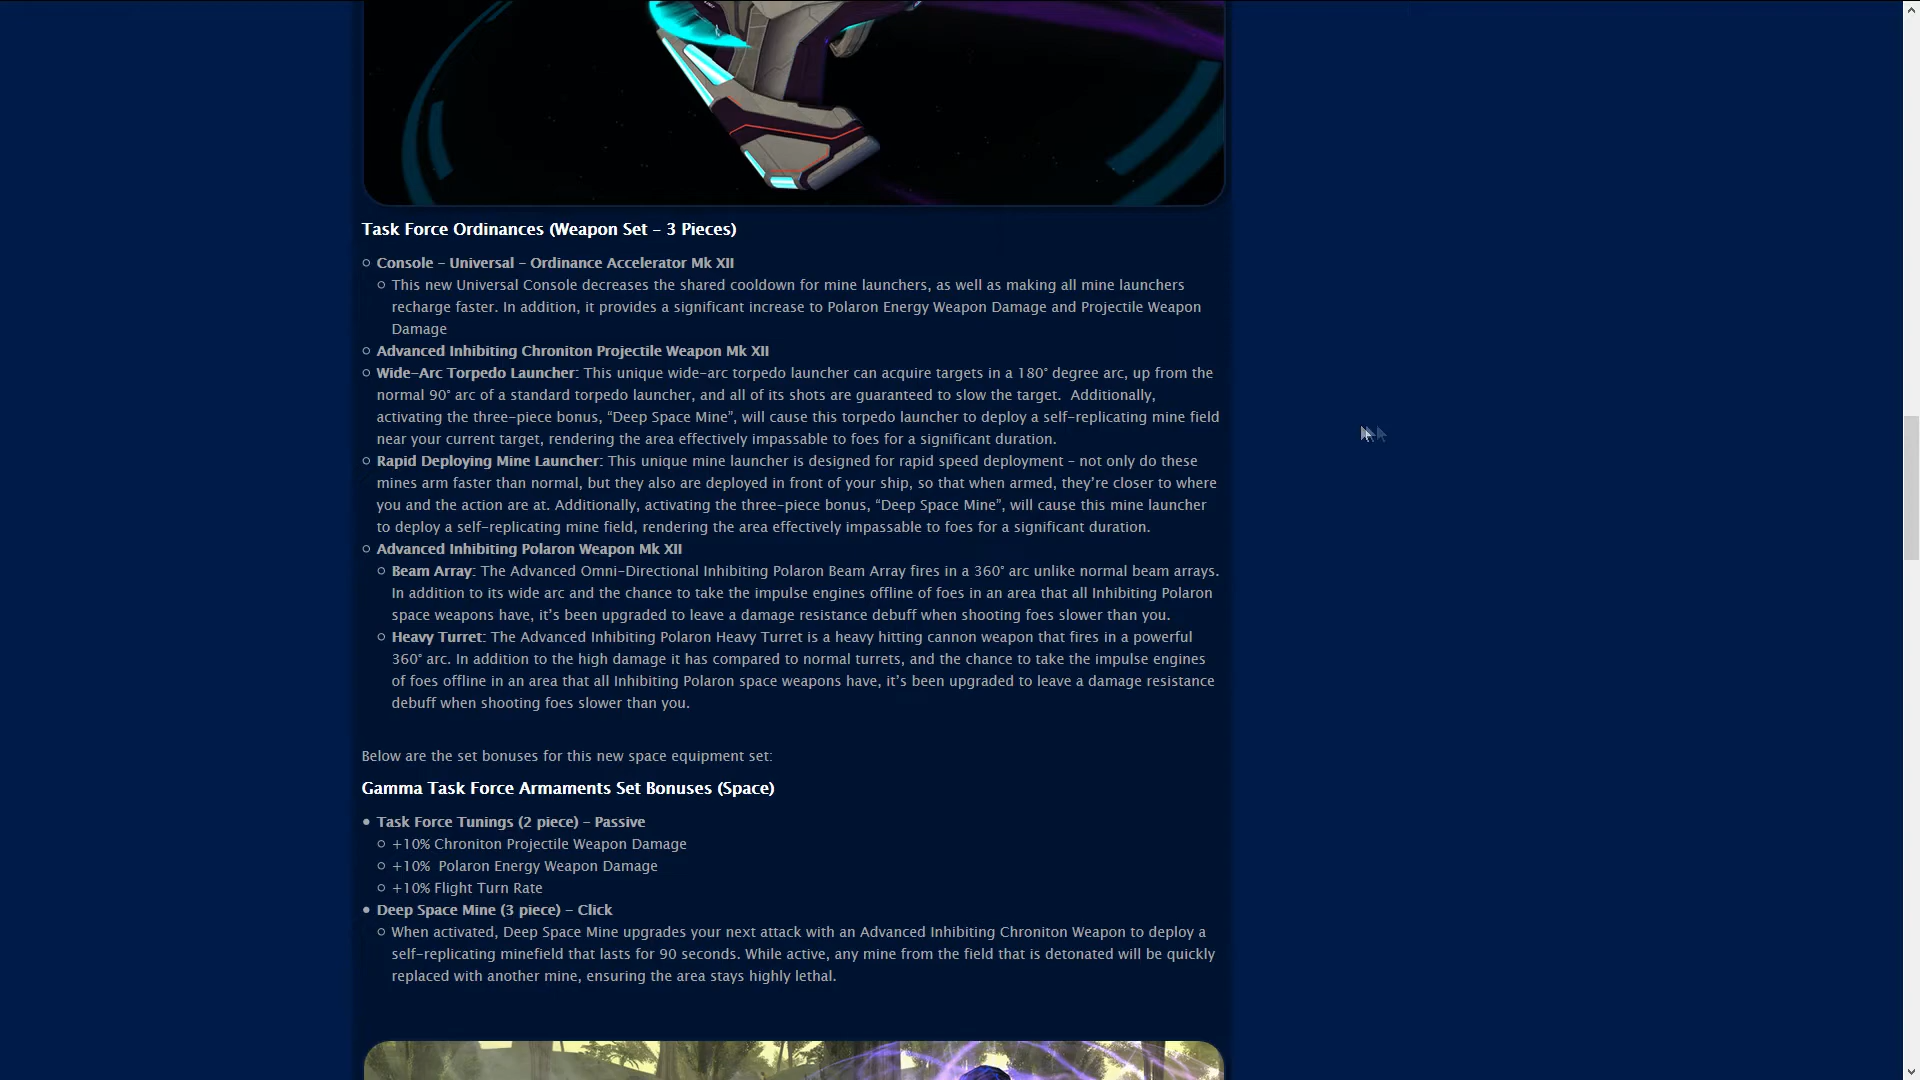 Task Force Ordinances (Weapon Set – 3 Pieces)
Console – Universal – Ordinance Accelerator Mk XII
This new Universal Console decreases the shared cooldown for mine launchers, as well as making all mine launchers
recharge faster. In addition, it provides a significant increase to Polaron Energy Weapon Damage and Projectile Weapon
Damage
Advanced Inhibiting Chroniton Projectile Weapon Mk XII
Wide-Arc Torpedo Launcher: This unique wide-arc torpedo launcher can acquire targets in a 180° degree arc, up from the
normal 90° arc of a standard torpedo launcher, and all of its shots are guaranteed to slow the target.  Additionally,
activating the three-piece bonus, “Deep Space Mine”, will cause this torpedo launcher to deploy a self-replicating mine field
near your current target, rendering the area effectively impassable to foes for a significant duration.
Rapid Deploying Mine Launcher: This unique mine launcher is designed for rapid speed deployment – not only do these
mines arm faster than normal, but they also are deployed in front of your ship, so that when armed, they’re closer to where
you and the action are at. Additionally, activating the three-piece bonus, “Deep Space Mine”, will cause this mine launcher
to deploy a self-replicating mine field, rendering the area effectively impassable to foes for a significant duration.
Advanced Inhibiting Polaron Weapon Mk XII
Beam Array: The Advanced Omni-Directional Inhibiting Polaron Beam Array fires in a 360° arc unlike normal beam arrays.
In addition to its wide arc and the chance to take the impulse engines offline of foes in an area that all Inhibiting Polaron
space weapons have, it’s been upgraded to leave a damage resistance debuff when shooting foes slower than you.
Heavy Turret: The Advanced Inhibiting Polaron Heavy Turret is a heavy hitting cannon weapon that fires in a powerful
360° arc. In addition to the high damage it has compared to normal turrets, and the chance to take the impulse engines
of foes offline in an area that all Inhibiting Polaron space weapons have, it’s been upgraded to leave a damage resistance
debuff when shooting foes slower than you.
Below are the set bonuses for this new space equipment set:
Gamma Task Force Armaments Set Bonuses (Space)
Task Force Tunings (2 piece) – Passive
+10% Chroniton Projectile Weapon Damage
+10%  Polaron Energy Weapon Damage
+10% Flight Turn Rate
Deep Space Mine (3 piece) – Click
When activated, Deep Space Mine upgrades your next attack with an Advanced Inhibiting Chroniton Weapon to deploy a
self-replicating minefield that lasts for 90 seconds. While active, any mine from the field that is detonated will be quickly
replaced with another mine, ensuring the area stays highly lethal.